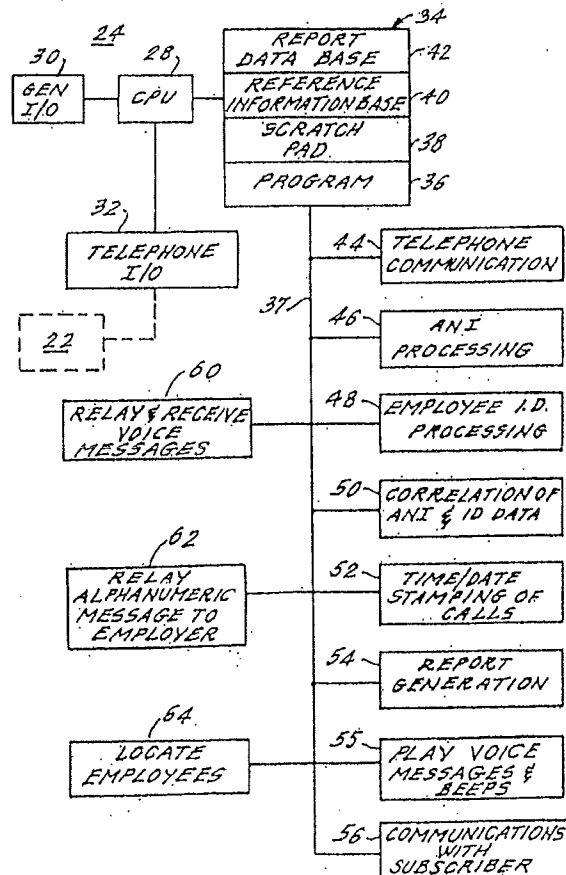 24
34
30
28
REPORT
DATA BASE
42
GEN
I/O
CPU
REFERENCE
INFORMATION BASE
40
SCRATCH
PAD
38
PROGRAM
36
32
TELEPHONE
I/O
44
TELEPHONE
COMMUNICATION
37
22
46
ANI
PROCESSING
60
RELAY & RECEIVE
VOICE
MESSAGES
48
EMPLOYEE I.D.
PROCESSING
50
CORRELATION OF
ANI & ID DATA
62
RELAY
ALPHANUMERIC
MESSAGE TO
EMPLOYER
52
TIME/DATE
STAMPING OF
CALLS
54
REPORT
GENERATION
64
LOCATE
EMPLOYEES
55
PLAY VOICE
MESSAGES &
BEEPS
56
COMMUNICATIONS
WITH
SUBSCRIBER